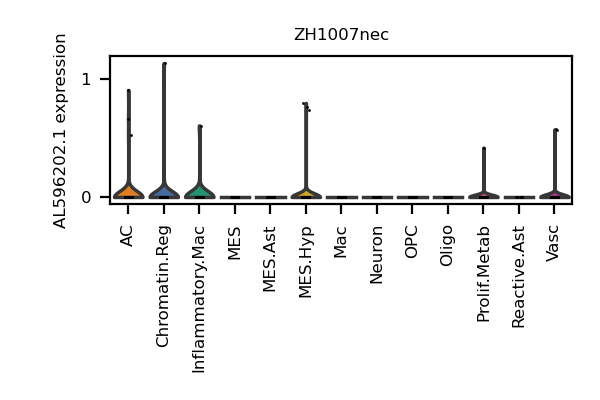 ZH1007nec
AL596202.1 expression
1
0
AC
Chromatin.Reg
Inflammatory.Mac
MES
MES.Ast
MES.Hyp
Mac
Neuron
OPC
Oligo
Prolif.Metab
Reactive.Ast
Vasc